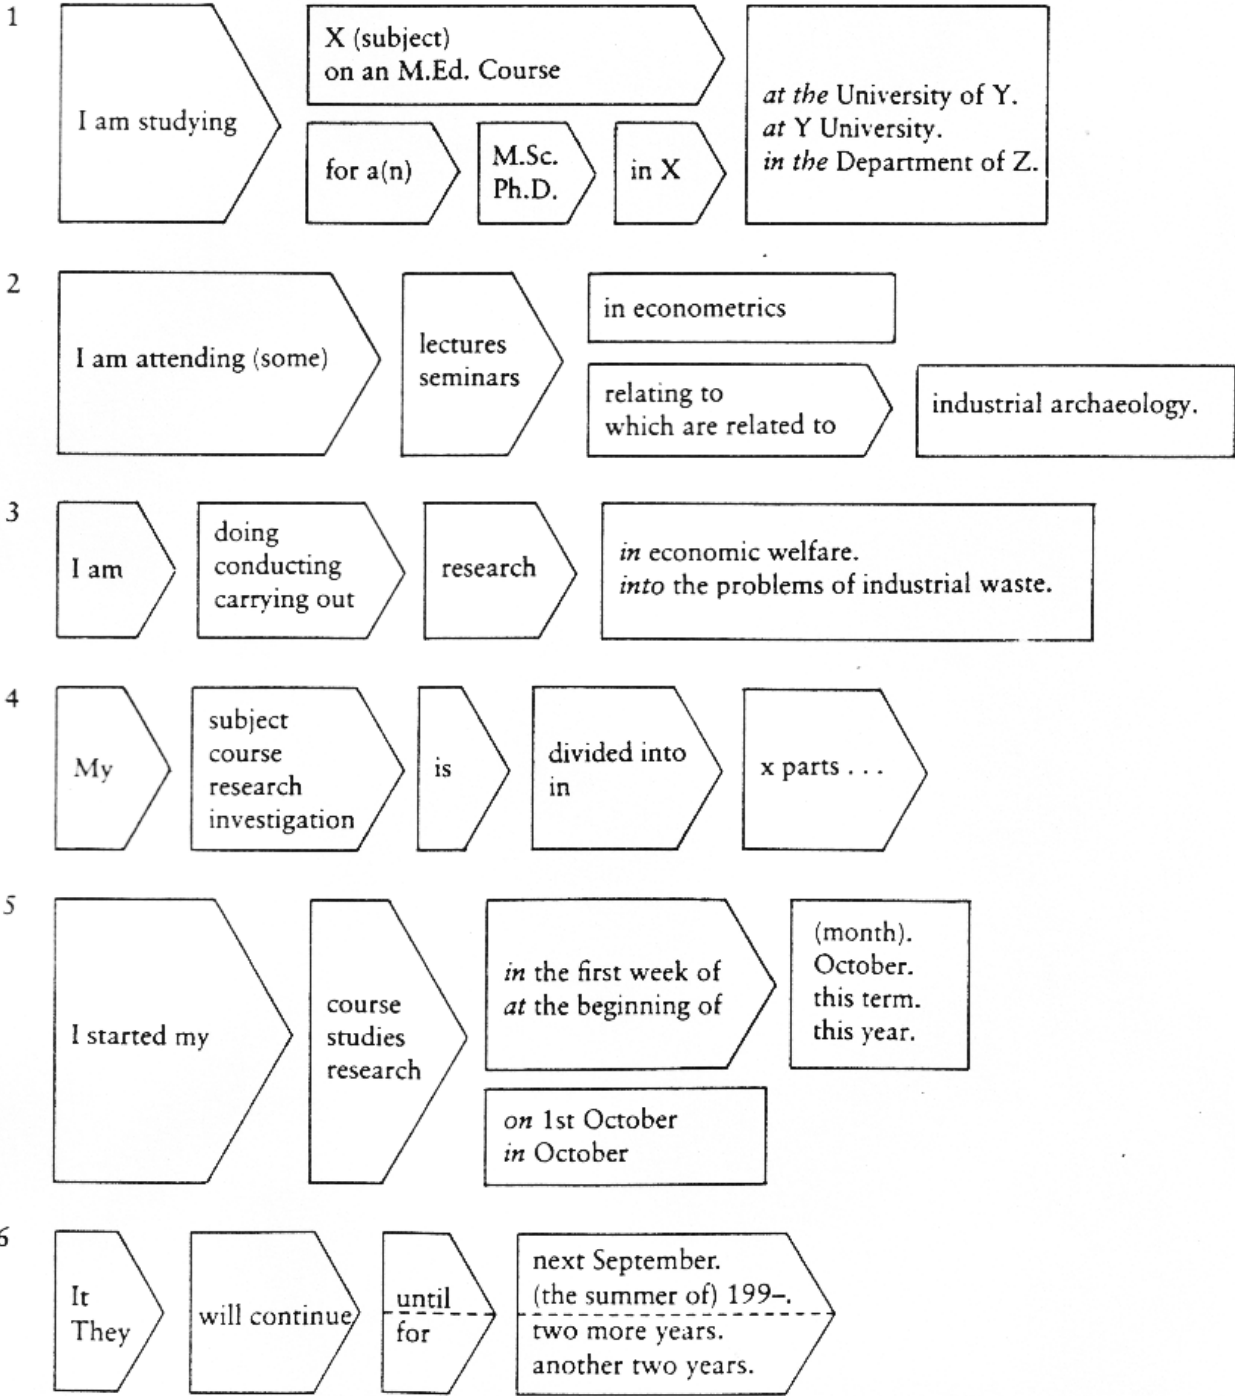 1
I am studying
X (subject)
on an M.Ed. Course
for a(n)
M.Sc.
Ph.D.
in X
at the University of Y.
at Y University.
in the Department of Z.
2
I am attending (some)
lectures
seminars
in econometrics
relating to
which are related to
industrial archaeology.
3
I am
doing
conducting
carrying out
research
in economic welfare.
into the problems of industrial waste.
4
My
subject
course
research
investigation
is
divided into
in
x parts . . .
5
I started my
course
studies
research
in the first week of
at the beginning of
(month).
October.
this term.
this year.
on 1st October
in October
6
It
They
will continue
until
for
next September.
(the summer of) 199–.
two more years.
another two years.